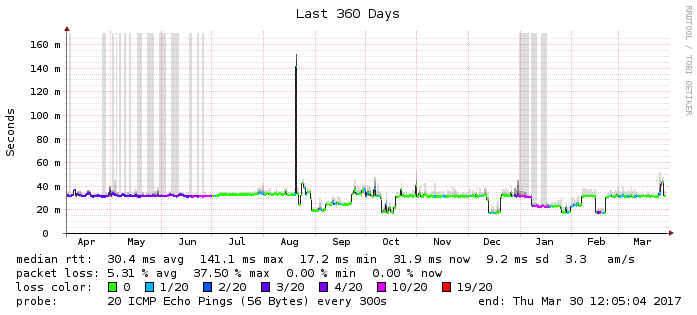 Last 360 Days
RRDTOOL / TOBI OETIKER
Seconds
160 m
140 m
120 m
100 m
80 m
60 m
40 m
20 m
0
Apr May Jun Jul Aug Sep Oct Nov Dec Jan Feb Mar
median rtt: 30.4 ms avg 141.1 ms max 17.2 ms min 31.9 ms now 9.2 ms sd 3.3 am/s
packet loss: 5.31 % avg 37.50 % max 0.00 % min 0.00 % now
loss color: 0 1/20 2/20 3/20 4/20 10/20 19/20
probe: 20 ICMP Echo Pings (56 Bytes) every 300s end: Thu Mar 30 12:05:04 2017